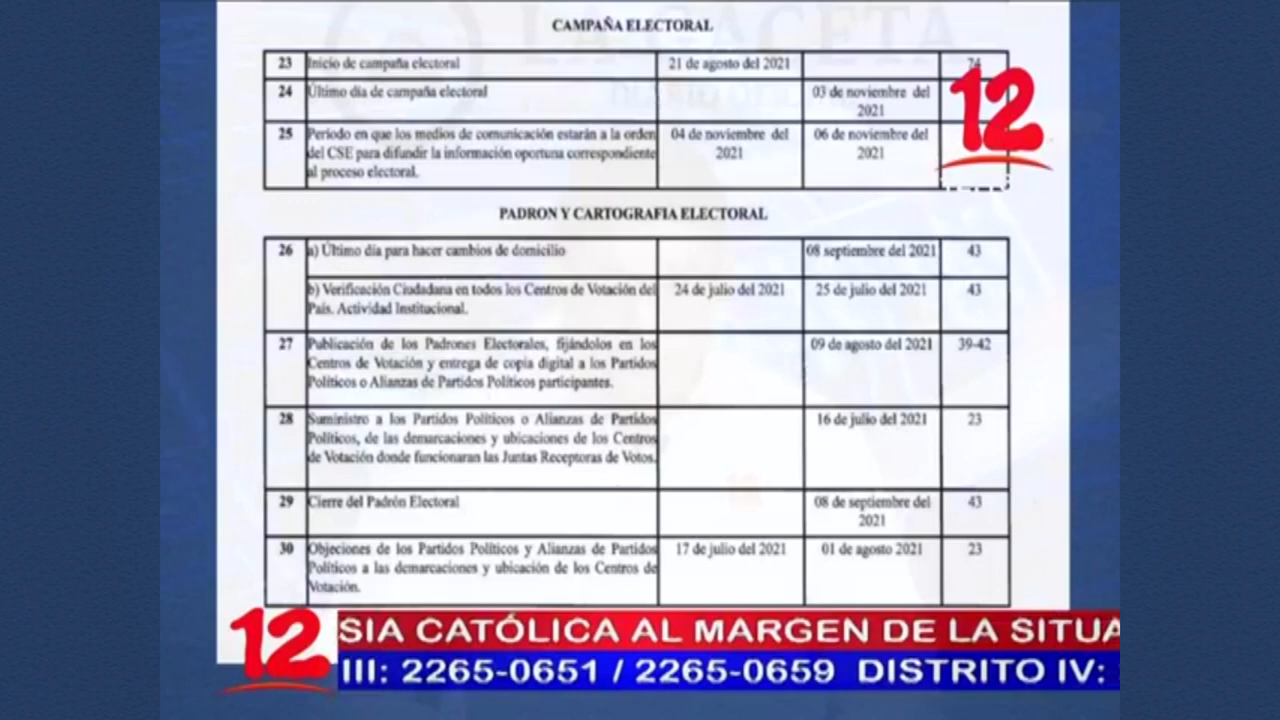 CAMPAÑA ELECTORAL
23 Inicio de campaña electoral 21 de agosto del 2021 74
24 Último día de campaña electoral 03 de noviembre del
2021
25 Período en que los medios de comunicación estarán a la orden 04 de noviembre del 06 de noviembre del
del CSE para difundir la información oportuna correspondiente 2021 2021
al proceso electoral.
12
PADRON Y CARTOGRAFIA ELECTORAL
26 a) Último día para hacer cambios de domicilio 08 septiembre del 2021 43
b) Verificación Ciudadana en todos los Centros de Votación del 24 de julio del 2021 25 de julio del 2021 43
País. Actividad Institucional.
27 Publicación de los Padrones Electorales, fijándolos en los 09 de agosto del 2021 39-42
Centros de Votación y entrega de copia digital a los Partidos
Políticos o Alianzas de Partidos Políticos participantes.
28 Suministro a los Partidos Políticos o Alianzas de Partidos 16 de julio del 2021 23
Políticos, de las demarcaciones y ubicaciones de los Centros
de Votación donde funcionaran las Juntas Receptoras de Votos.
29 Cierre del Padrón Electoral 08 de septiembre del 43
2021
30 Objeciones de los Partidos Políticos y Alianzas de Partidos 17 de julio del 2021 01 de agosto 2021 23
Políticos a las demarcaciones y ubicación de los Centros de
Votación.
12
SIA CATÓLICA AL MARGEN DE LA SITUA
III: 2265-0651 / 2265-0659 DISTRITO IV: